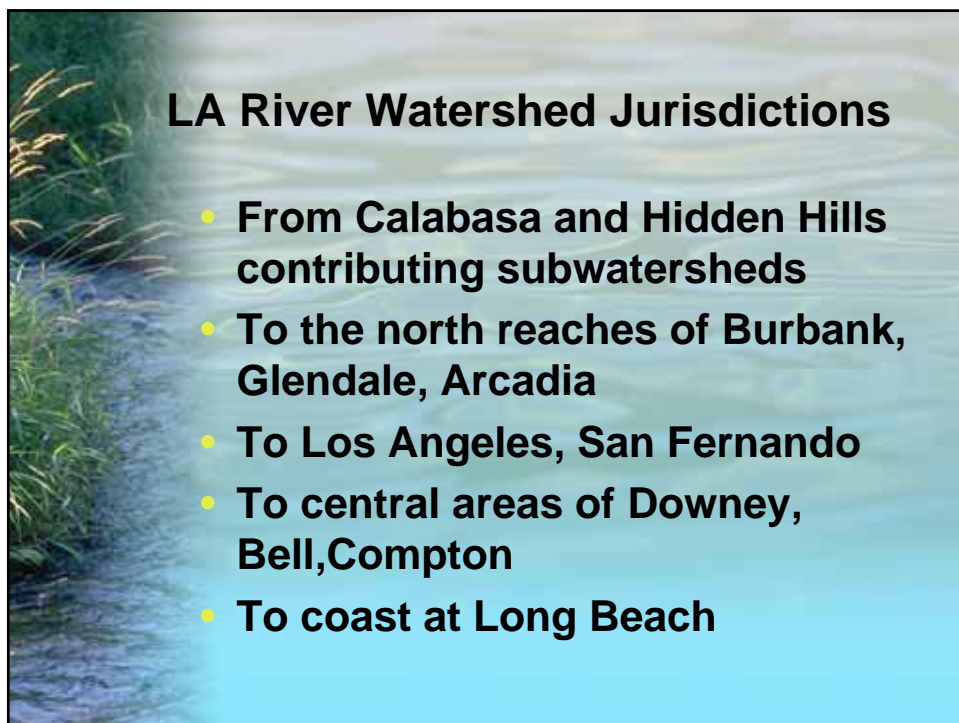 LA River Watershed Jurisdictions
• From Calabasa and Hidden Hills
contributing subwatersheds
• To the north reaches of Burbank,
Glendale, Arcadia
• To Los Angeles, San Fernando
• To central areas of Downey,
Bell,Compton
• To coast at Long Beach